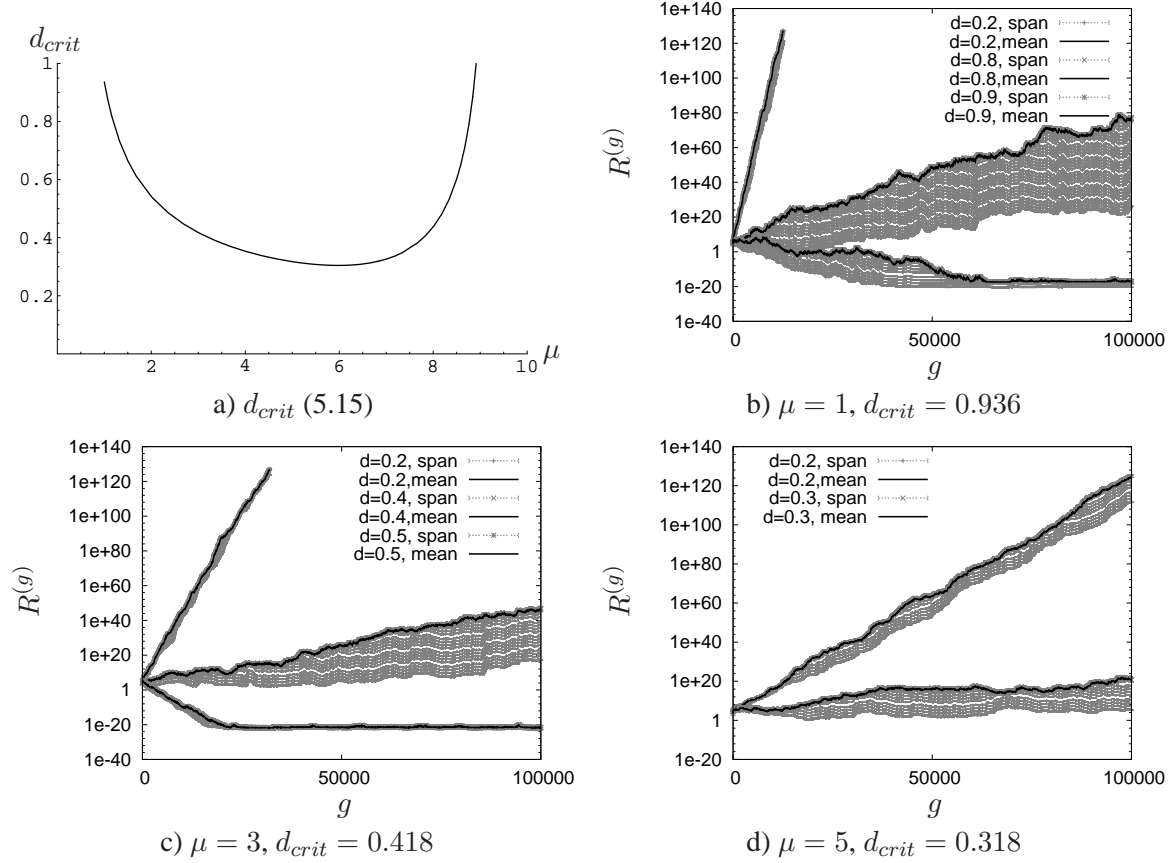 d_crit
1
0.8
0.6
0.4
0.2
2
4
6
8
10
μ
a) d_crit (5.15)
1e+140
1e+120
1e+100
1e+80
1e+60
1e+40
1e+20
1
1e-20
1e-40
R^(g)
d=0.2, span
d=0.2,mean
d=0.8, span
d=0.8,mean
d=0.9, span
d=0.9, mean
0
50000
100000
g
b) μ = 1, d_crit = 0.936
1e+140
1e+120
1e+100
1e+80
1e+60
1e+40
1e+20
1
1e-20
1e-40
R^(g)
d=0.2, span
d=0.2,mean
d=0.4, span
d=0.4,mean
d=0.5, span
d=0.5, mean
0
50000
100000
g
c) μ = 3, d_crit = 0.418
1e+140
1e+120
1e+100
1e+80
1e+60
1e+40
1e+20
1
1e-20
R^(g)
d=0.2, span
d=0.2,mean
d=0.3, span
d=0.3, mean
0
50000
100000
g
d) μ = 5, d_crit = 0.318